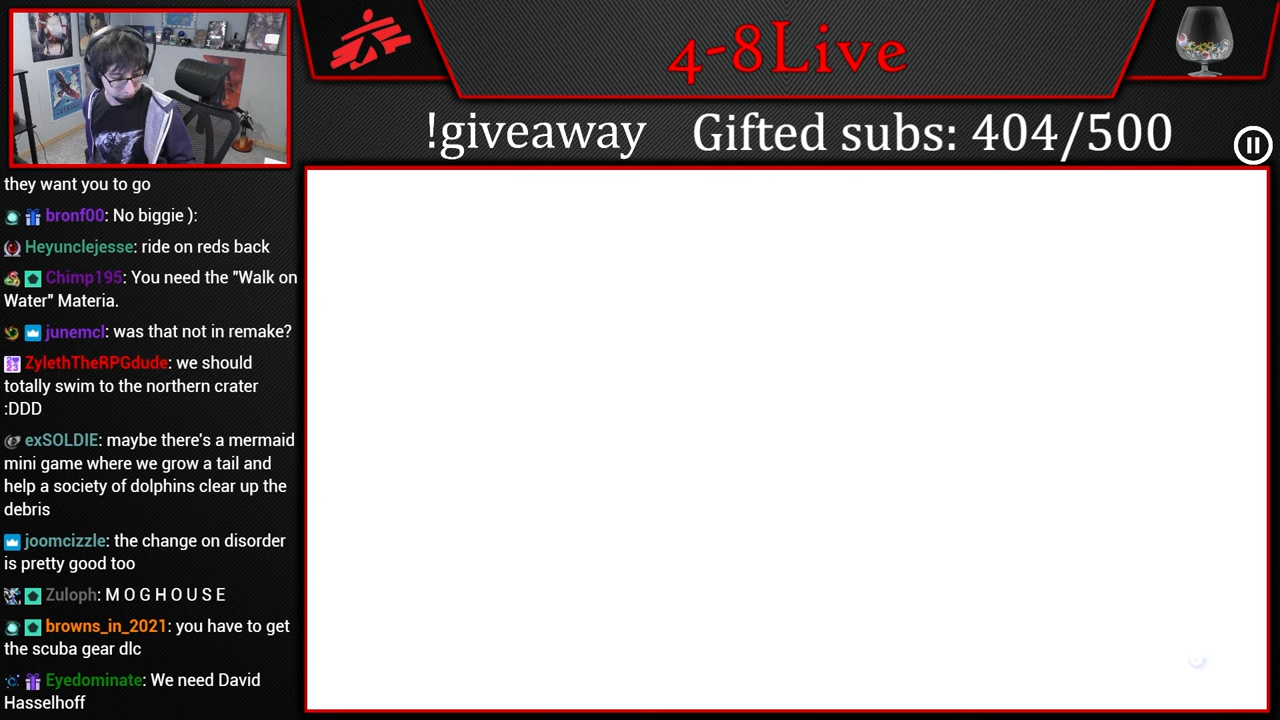 4-8Live
!giveaway Gifted subs: 404/500
they want you to go
bronf00: No biggie ):
Heyunclejesse: ride on reds back
Chimp195: You need the "Walk on
Water" Materia.
junemcl: was that not in remake?
ZylethTheRPGdude: we should
totally swim to the northern crater
:DDD
exSOLDIE: maybe there's a mermaid
mini game where we grow a tail and
help a society of dolphins clear up the
debris
joomcizzle: the change on disorder
is pretty good too
Zuloph: M O G H O U S E
browns_in_2021: you have to get
the scuba gear dlc
Eyedominate: We need David
Hasselhoff